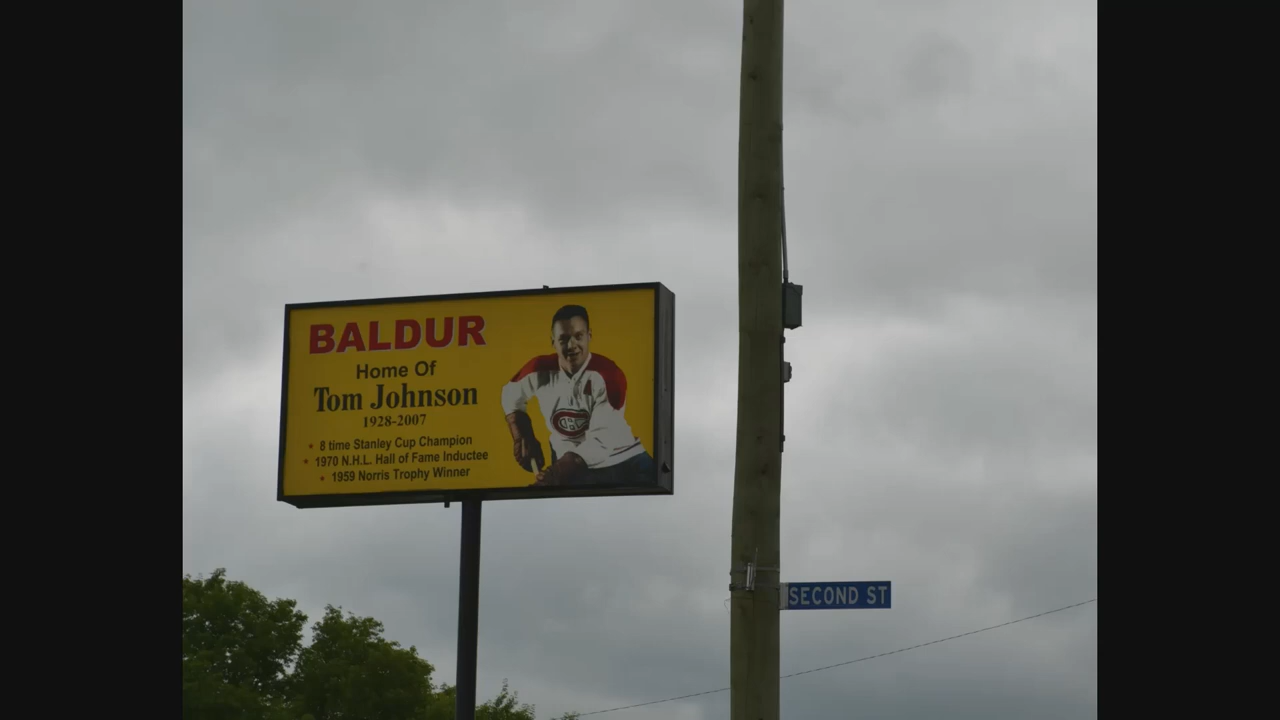 BALDUR
Home Of
Tom Johnson
1928-2007
• 8 time Stanley Cup Champion
• 1970 N.H.L. Hall of Fame Inductee
• 1959 Norris Trophy Winner
SECOND ST